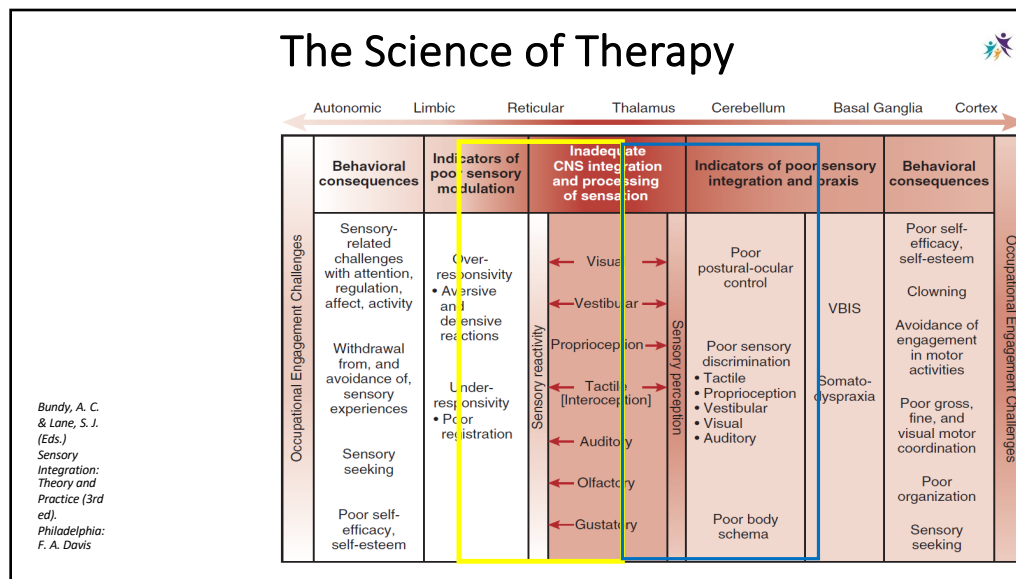 The Science of Therapy
Autonomic Limbic Reticular Thalamus Cerebellum Basal Ganglia Cortex
Occupational Engagement Challenges
Behavioral
consequences
Sensory-
related
challenges
with attention,
regulation,
affect, activity
Withdrawal
from, and
avoidance of,
sensory
experiences
Sensory
seeking
Poor self-
efficacy,
self-esteem
Indicators of
poor sensory
modulation
Over-
responsivity
• Aversive
and
defensive
reactions
Under-
responsivity
• Poor
registration
Inadequate
CNS integration
and processing
of sensation
Sensory reactivity
Visual
Vestibular
Proprioception
Tactile
[Interoception]
Auditory
Olfactory
Gustatory
Sensory perception
Indicators of poor sensory
integration and praxis
Poor
postural-ocular
control
Poor sensory
discrimination
• Tactile
• Proprioception
• Vestibular
• Visual
• Auditory
Poor body
schema
VBIS
Somato-
dyspraxia
Behavioral
consequences
Poor self-
efficacy,
self-esteem
Clowning
Avoidance of
engagement
in motor
activities
Poor gross,
fine, and
visual motor
coordination
Poor
organization
Sensory
seeking
Occupational Engagement Challenges
Bundy, A. C.
& Lane, S. J.
(Eds.)
Sensory
Integration:
Theory and
Practice (3rd
ed).
Philadelphia:
F. A. Davis